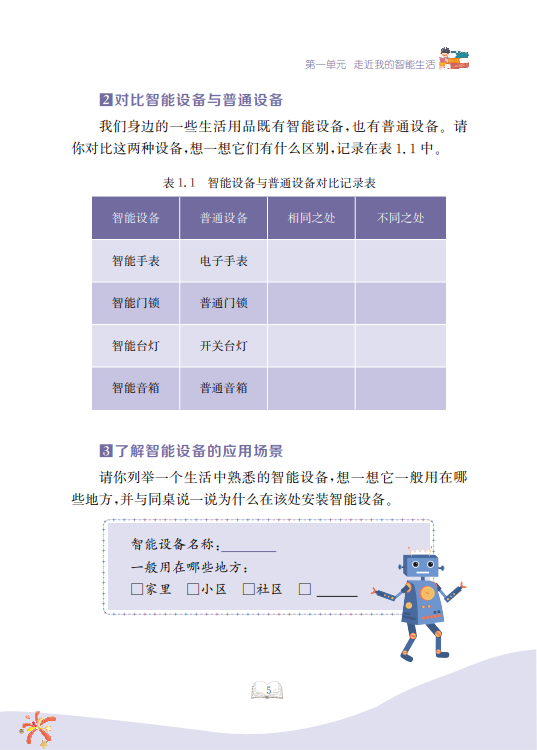 第一单元 走近我的智能生活
2 对比智能设备与普通设备
我们身边的一些生活用品既有智能设备,也有普通设备。请
你对比这两种设备,想一想它们有什么区别,记录在表 1.1 中。
表 1.1 智能设备与普通设备对比记录表
智能设备 普通设备 相同之处 不同之处
智能手表 电子手表
智能门锁 普通门锁
智能台灯 开关台灯
智能音箱 普通音箱
3 了解智能设备的应用场景
请你列举一个生活中熟悉的智能设备,想一想它一般用在哪
些地方,并与同桌说一说为什么在该处安装智能设备。
智能设备名称:________
一般用在哪些地方:
□家里 □小区 □社区 □ ______
5